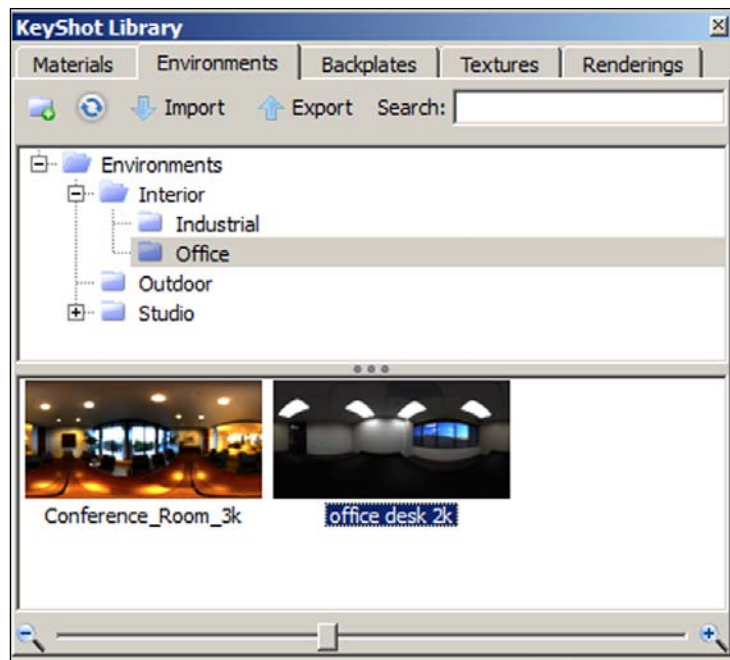 KeyShot Library
Materials Environments Backplates Textures Renderings
Import Export Search:
Environments
Interior
Industrial
Office
Outdoor
Studio
Conference_Room_3k office desk 2k